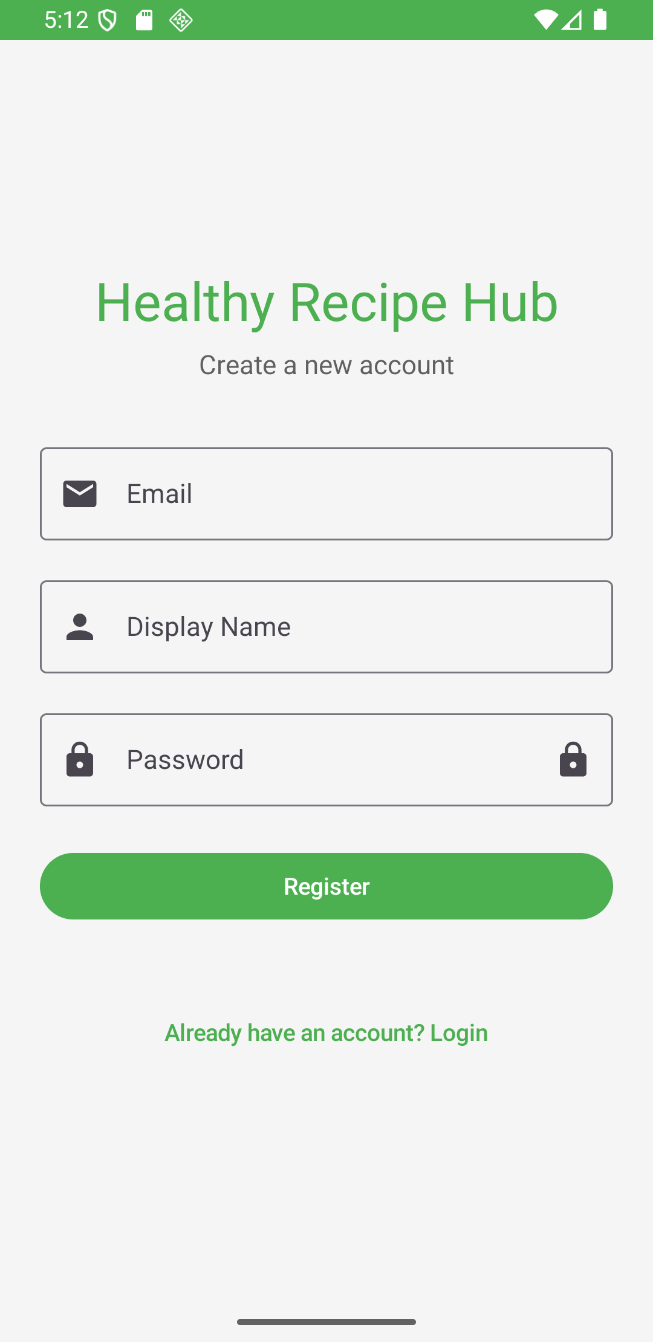 5:12
Healthy Recipe Hub
Create a new account
Email
Display Name
Password
Register
Already have an account? Login